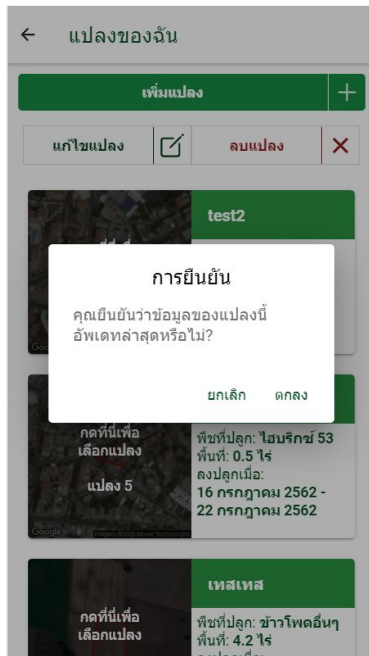 ← แปลงของฉัน
เพิ่มแปลง +
แก้ไขแปลง
ลบแปลง
test2
การยืนยัน
คุณยืนยันว่าข้อมูลของแปลงนี้
อัพเดทล่าสุดหรือไม่?
ยกเลิก ตกลง
กดที่นี่เพื่อ
เลือกแปลง
แปลง 5
Google
พืชที่ปลูก: ไฮบริกซ์ 53
พื้นที่: 0.5 ไร่
ลงปลูกเมื่อ:
16 กรกฎาคม 2562 -
22 กรกฎาคม 2562
เทสเทส
กดที่นี่เพื่อ
เลือกแปลง
พืชที่ปลูก: ข้าวโพดอื่นๆ
พื้นที่: 4.2 ไร่